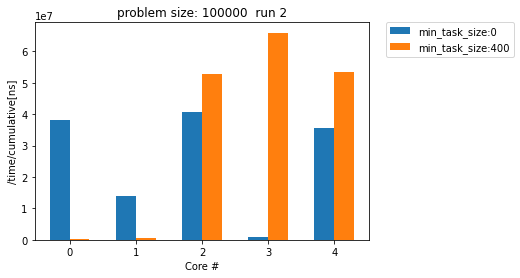 problem size: 100000  run 2
1e7
min_task_size:0
min_task_size:400
/time/cumulative[ns]
6
5
4
3
2
1
0
0 1 2 3 4
Core #